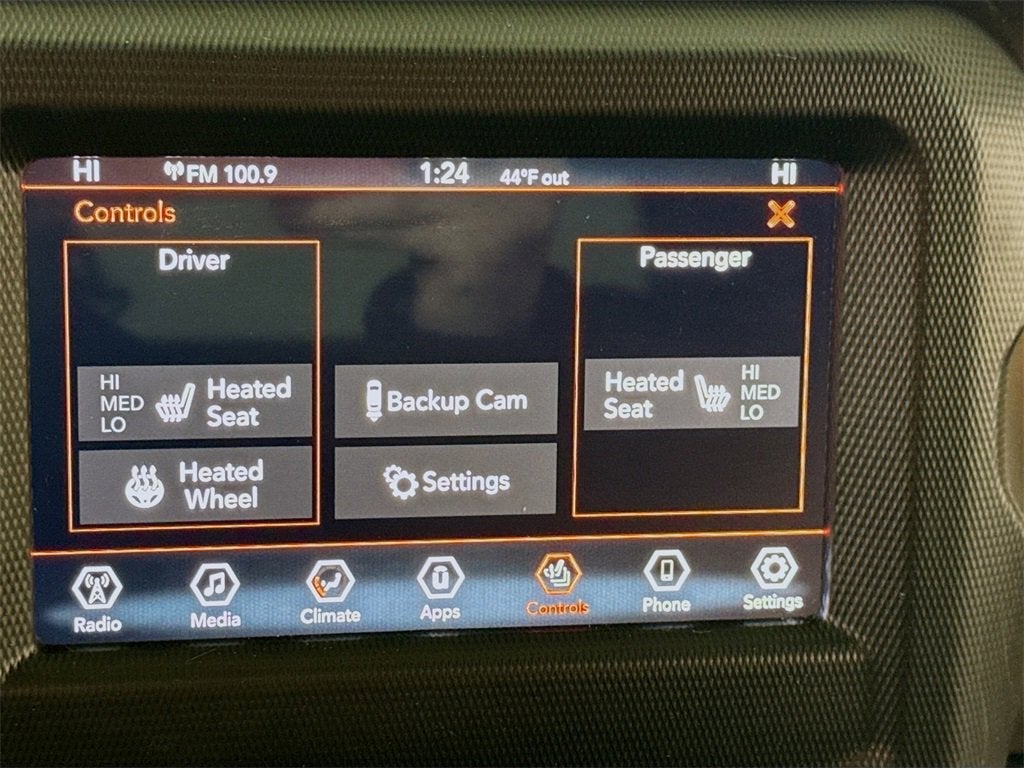 HI FM 100.9 1:24 44°F out HI
Controls
Driver
Passenger
HI
MED
LO
Heated
Seat
Heated
Wheel
Backup Cam
Settings
Heated
Seat
HI
MED
LO
Radio Media Climate Apps Controls Phone Settings